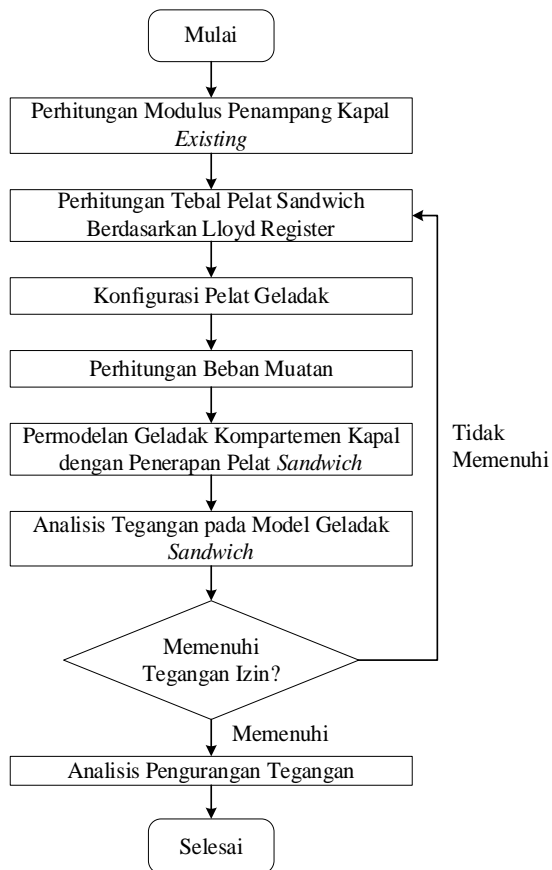 Mulai
Perhitungan Modulus Penampang Kapal
Existing
Perhitungan Tebal Pelat Sandwich
Berdasarkan Lloyd Register
Konfigurasi Pelat Geladak
Perhitungan Beban Muatan
Permodelan Geladak Kompartemen Kapal
dengan Penerapan Pelat Sandwich
Analisis Tegangan pada Model Geladak
Sandwich
Memenuhi
Tegangan Izin?
Tidak
Memenuhi
Memenuhi
Analisis Pengurangan Tegangan
Selesai